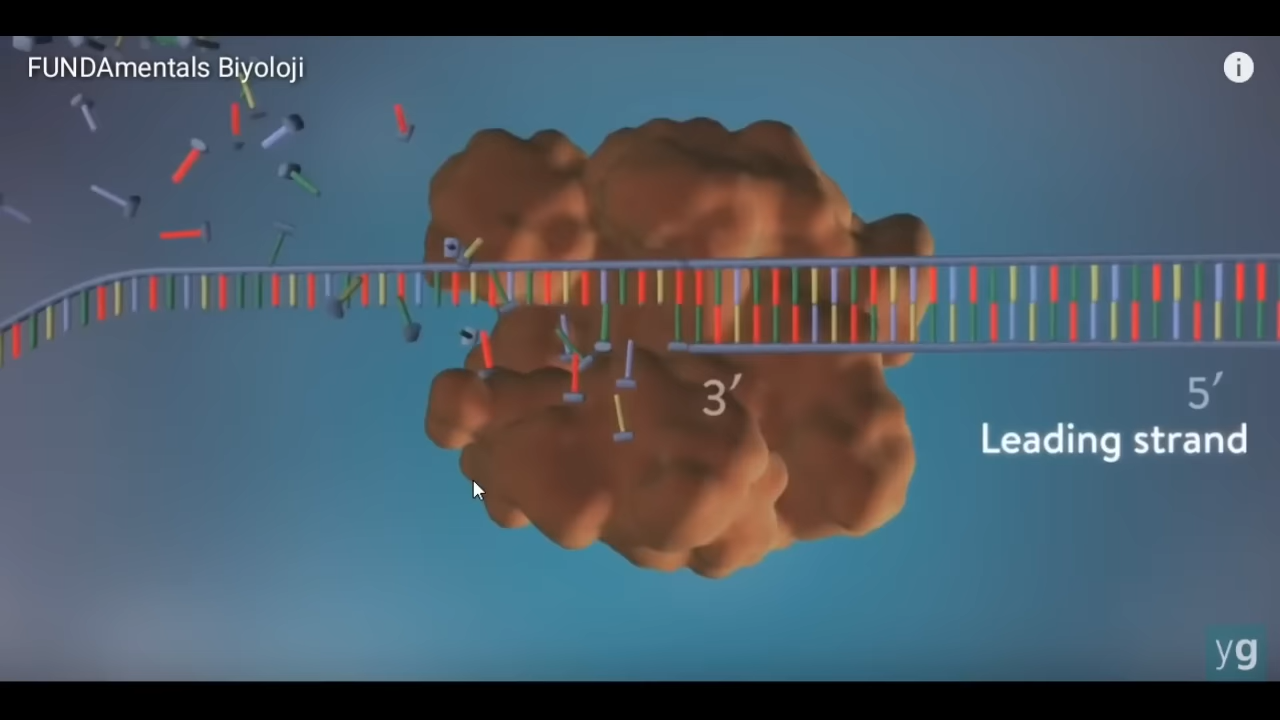 FUNDAmentals Biyoloji
i
3′
5′
Leading strand
yg